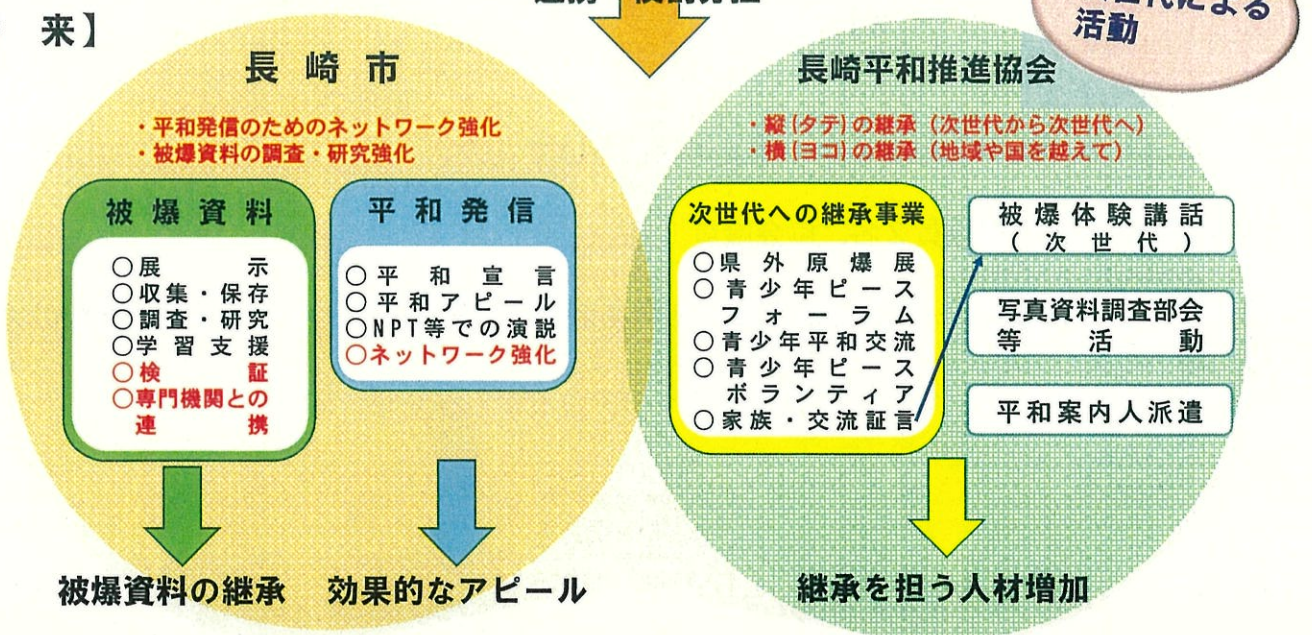 来】
活動
長崎市
・平和発信のためのネットワーク強化
・被爆資料の調査・研究強化
被爆資料
○展示
○収集・保存
○調査・研究
○学習支援
○検証
○専門機関との
連携
平和発信
○平和宣言
○平和アピール
○NPT等での演説
○ネットワーク強化
被爆資料の継承
効果的なアピール
長崎平和推進協会
・縦(タテ)の継承(次世代から次世代へ)
・横(ヨコ)の継承(地域や国を越えて)
次世代への継承事業
○県外原爆展
○青少年ピース
フォーラム
○青少年平和交流
○青少年ピース
ボランティア
○家族・交流証言
被爆体験講話
(次世代)
写真資料調査部会
等活動
平和案内人派遣
継承を担う人材増加